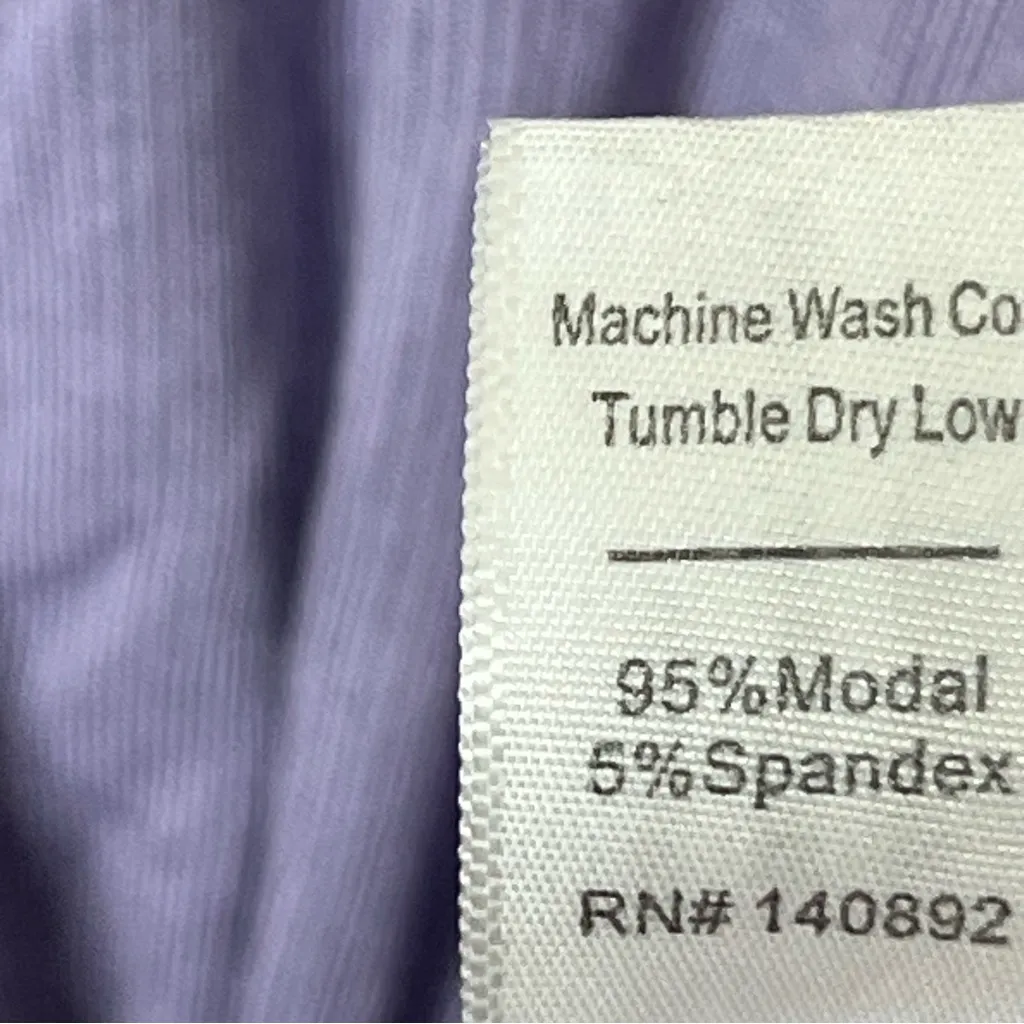 Machine Wash Co
Tumble Dry Low
95%Modal
5%Spandex
RN# 140892